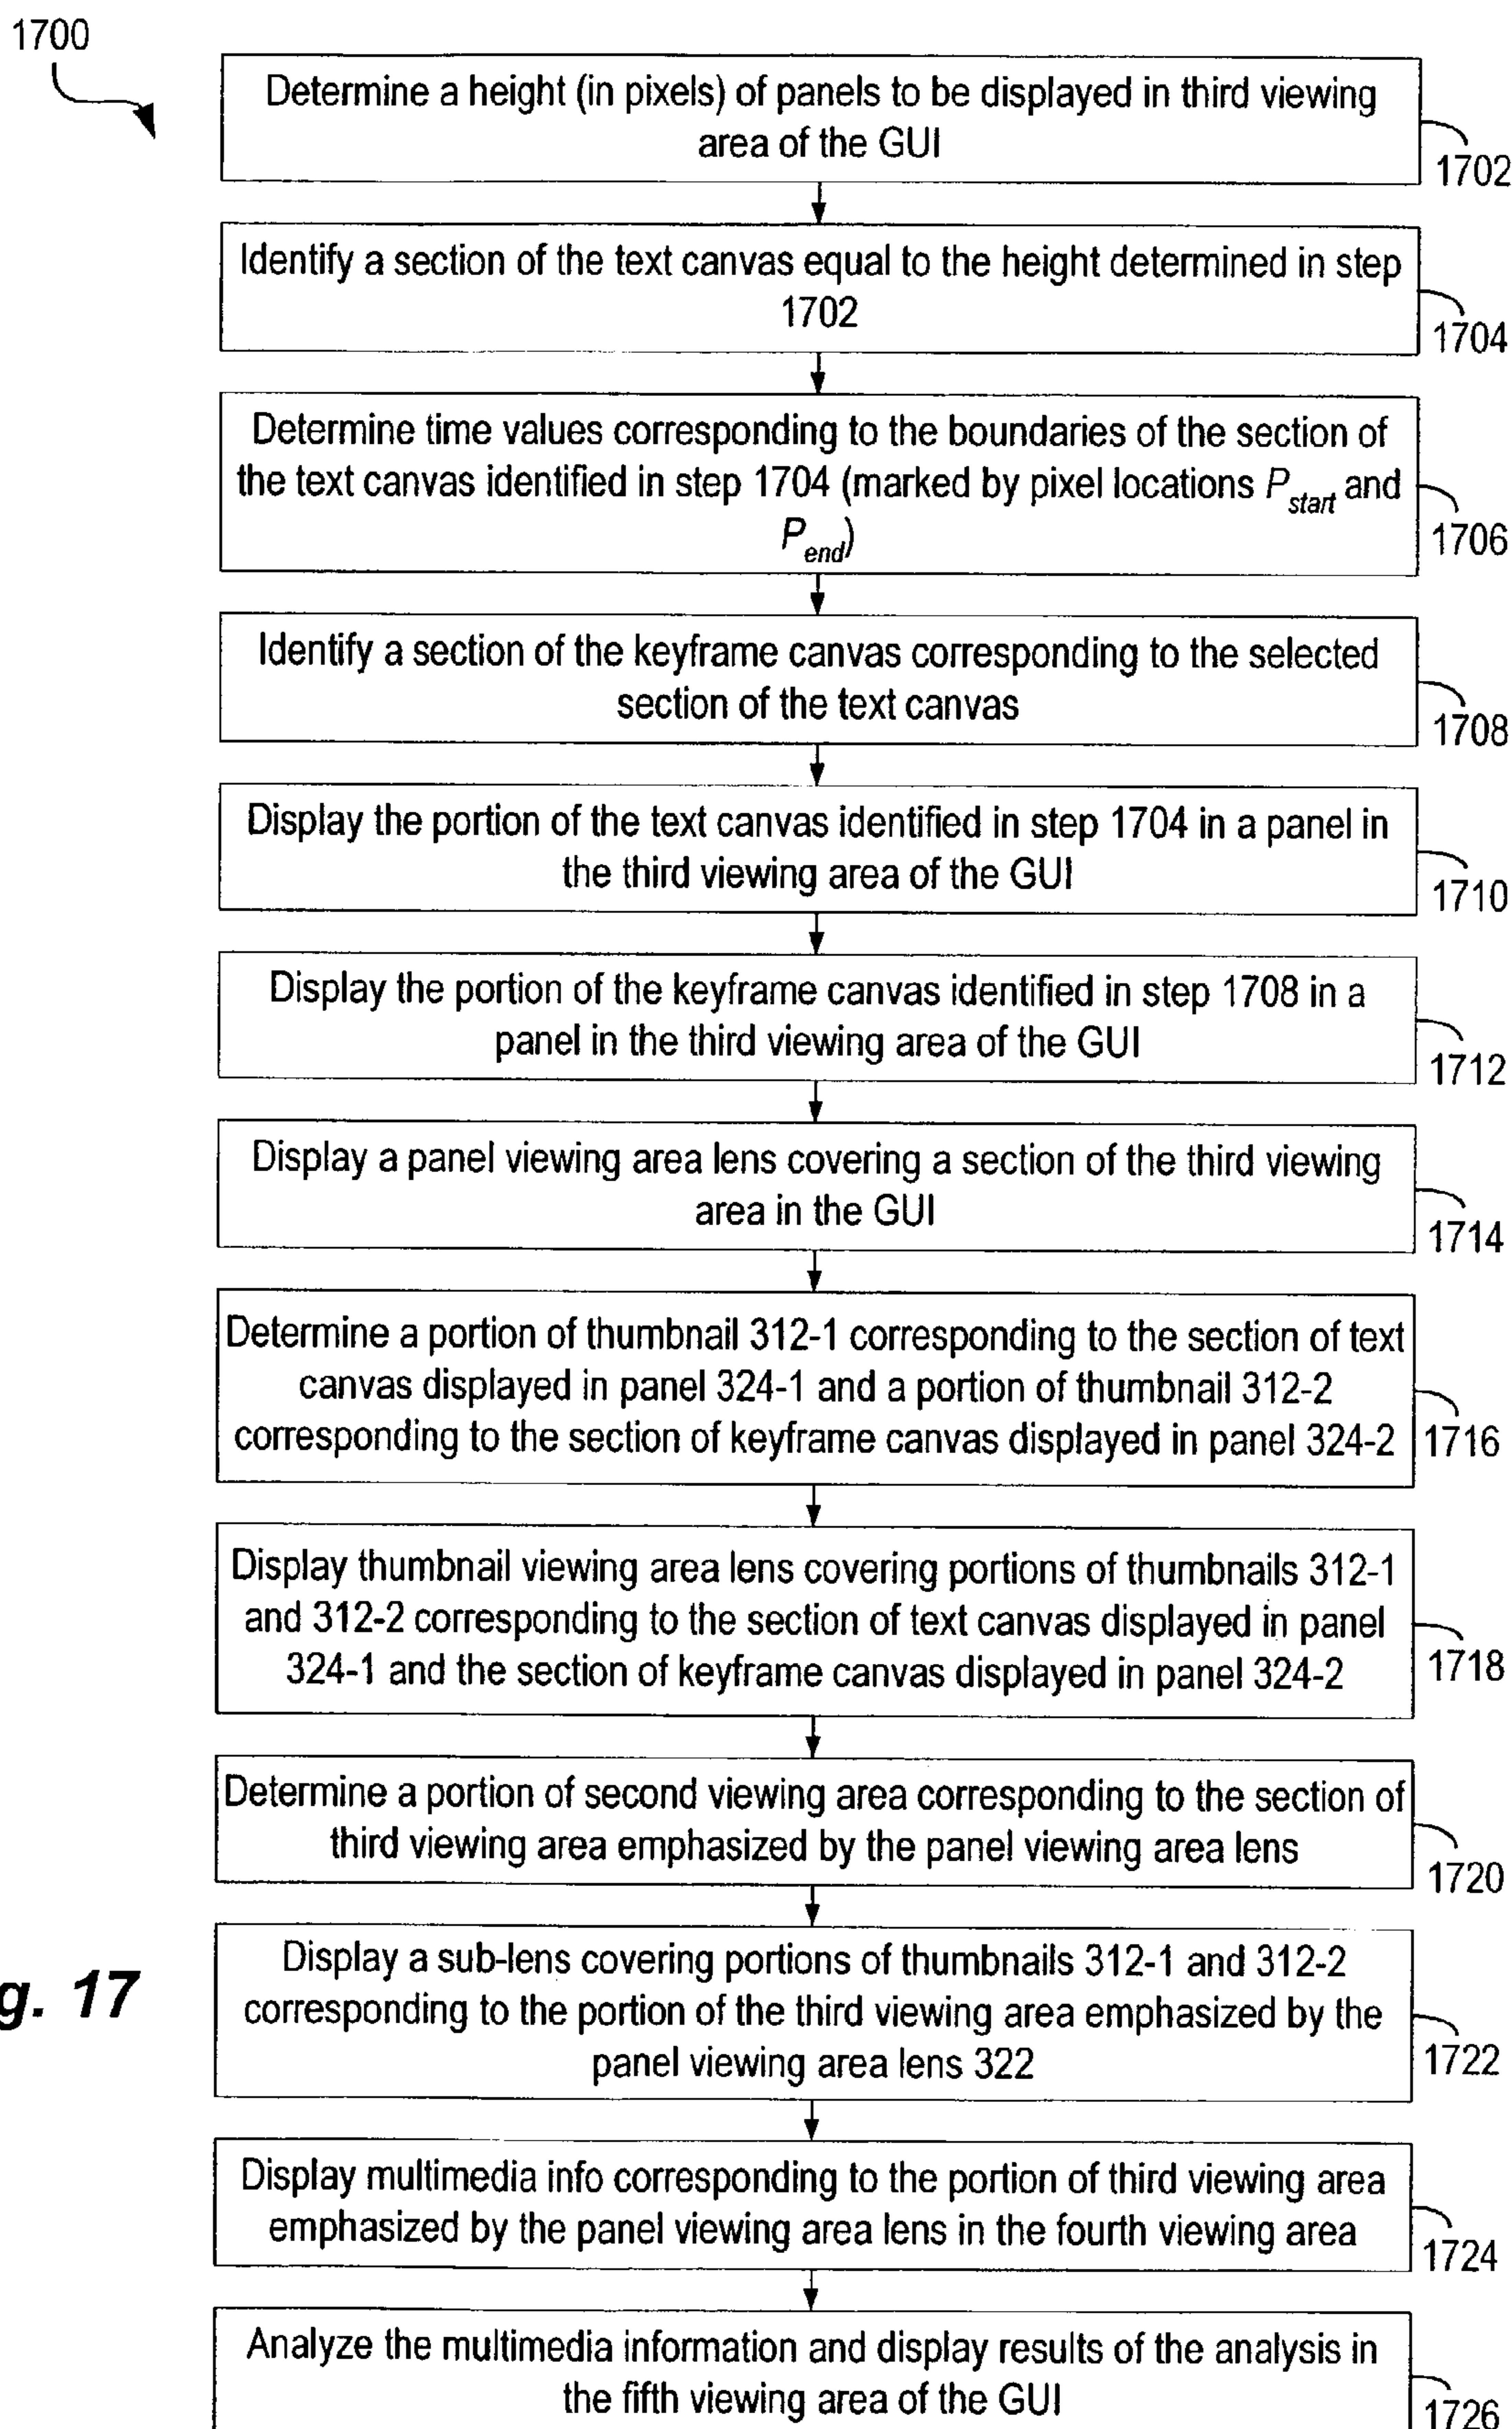 1700
Determine a height (in pixels) of panels to be displayed in third viewing
area of the GUI
1702
Identify a section of the text canvas equal to the height determined in step
1702
1704
Determine time values corresponding to the boundaries of the section of
the text canvas identified in step 1704 (marked by pixel locations Pstart and
Pend)
1706
Identify a section of the keyframe canvas corresponding to the selected
section of the text canvas
1708
Display the portion of the text canvas identified in step 1704 in a panel in
the third viewing area of the GUI
1710
Display the portion of the keyframe canvas identified in step 1708 in a
panel in the third viewing area of the GUI
1712
Display a panel viewing area lens covering a section of the third viewing
area in the GUI
1714
Determine a portion of thumbnail 312-1 corresponding to the section of text
canvas displayed in panel 324-1 and a portion of thumbnail 312-2
corresponding to the section of keyframe canvas displayed in panel 324-2
1716
Display thumbnail viewing area lens covering portions of thumbnails 312-1
and 312-2 corresponding to the section of text canvas displayed in panel
324-1 and the section of keyframe canvas displayed in panel 324-2
1718
Determine a portion of second viewing area corresponding to the section of
third viewing area emphasized by the panel viewing area lens
1720
Display a sub-lens covering portions of thumbnails 312-1 and 312-2
corresponding to the portion of the third viewing area emphasized by the
panel viewing area lens 322
1722
g. 17
Display multimedia info corresponding to the portion of third viewing area
emphasized by the panel viewing area lens in the fourth viewing area
1724
Analyze the multimedia information and display results of the analysis in
the fifth viewing area of the GUI
1726